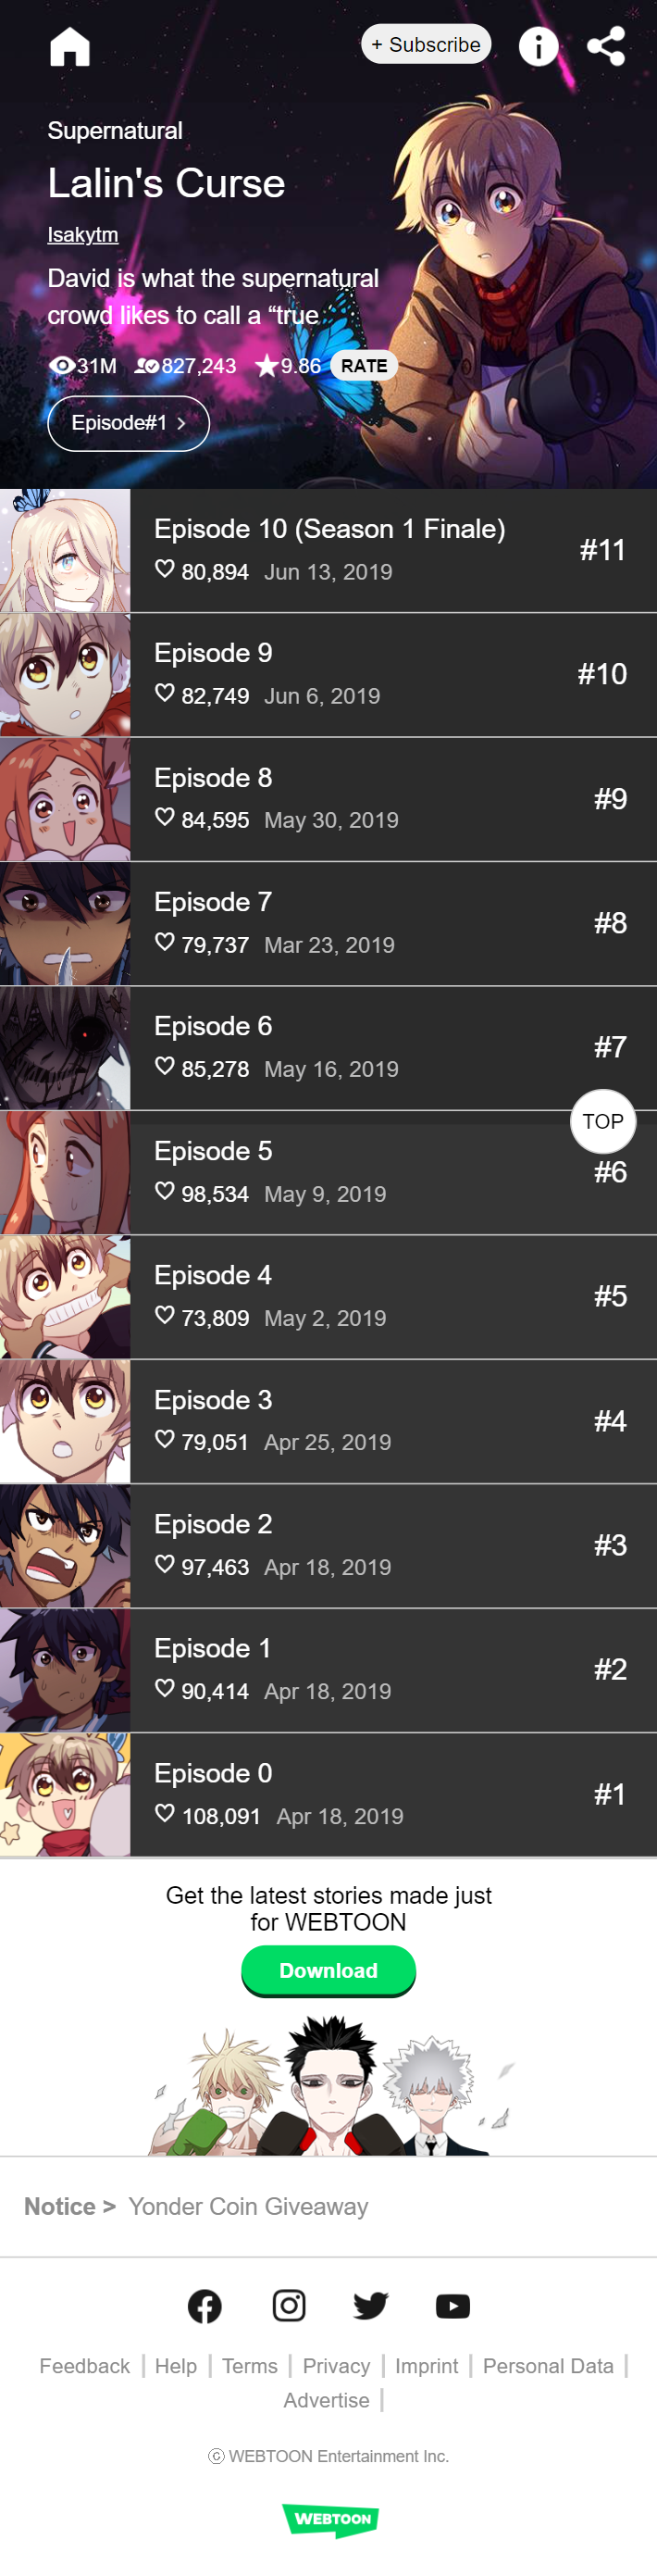 + Subscribe
Supernatural
Lalin's Curse
Isakytm
David is what the supernatural
crowd likes to call a “true
31M 827,243 9.86 RATE
Episode#1 >
Episode 10 (Season 1 Finale)
80,894 Jun 13, 2019
#11
Episode 9
82,749 Jun 6, 2019
#10
Episode 8
84,595 May 30, 2019
#9
Episode 7
79,737 Mar 23, 2019
#8
Episode 6
85,278 May 16, 2019
#7
TOP
Episode 5
98,534 May 9, 2019
#6
Episode 4
73,809 May 2, 2019
#5
Episode 3
79,051 Apr 25, 2019
#4
Episode 2
97,463 Apr 18, 2019
#3
Episode 1
90,414 Apr 18, 2019
#2
Episode 0
108,091 Apr 18, 2019
#1
Get the latest stories made just
for WEBTOON
Download
Notice > Yonder Coin Giveaway
Feedback | Help | Terms | Privacy | Imprint | Personal Data |
Advertise |
ⓒ WEBTOON Entertainment Inc.
WEBTOON